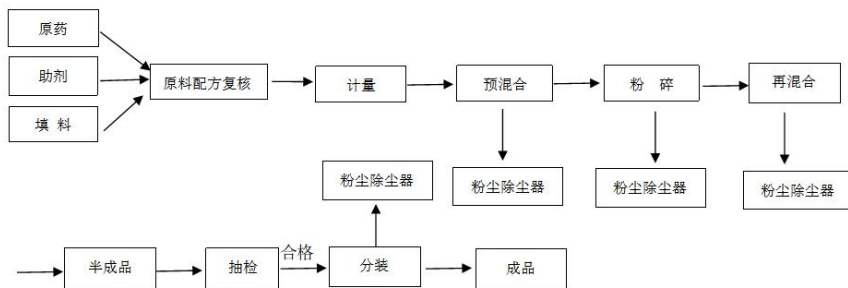 原药
助剂
填 料
原料配方复核
计量
预混合
粉 碎
再混合
粉尘除尘器
粉尘除尘器
粉尘除尘器
粉尘除尘器
半成品
抽检
合格
分装
成品